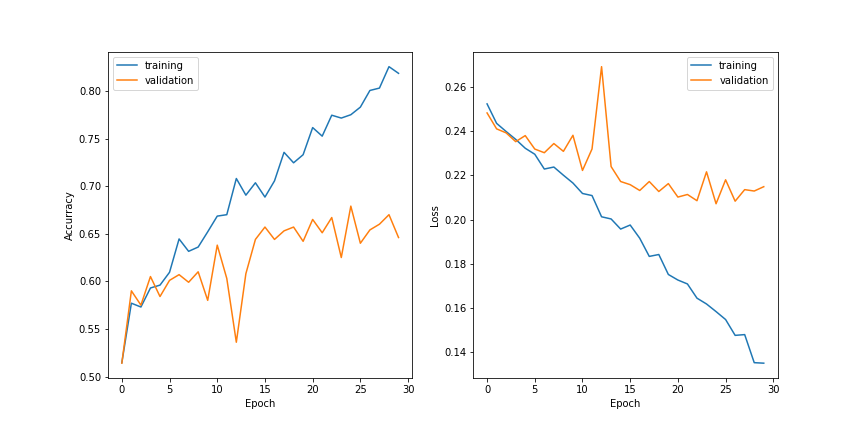 training
validation
0.80
0.75
0.70
0.65
0.60
0.55
0.50
Accurracy
0 5 10 15 20 25 30
Epoch
training
validation
0.26
0.24
0.22
0.20
0.18
0.16
0.14
Loss
0 5 10 15 20 25 30
Epoch